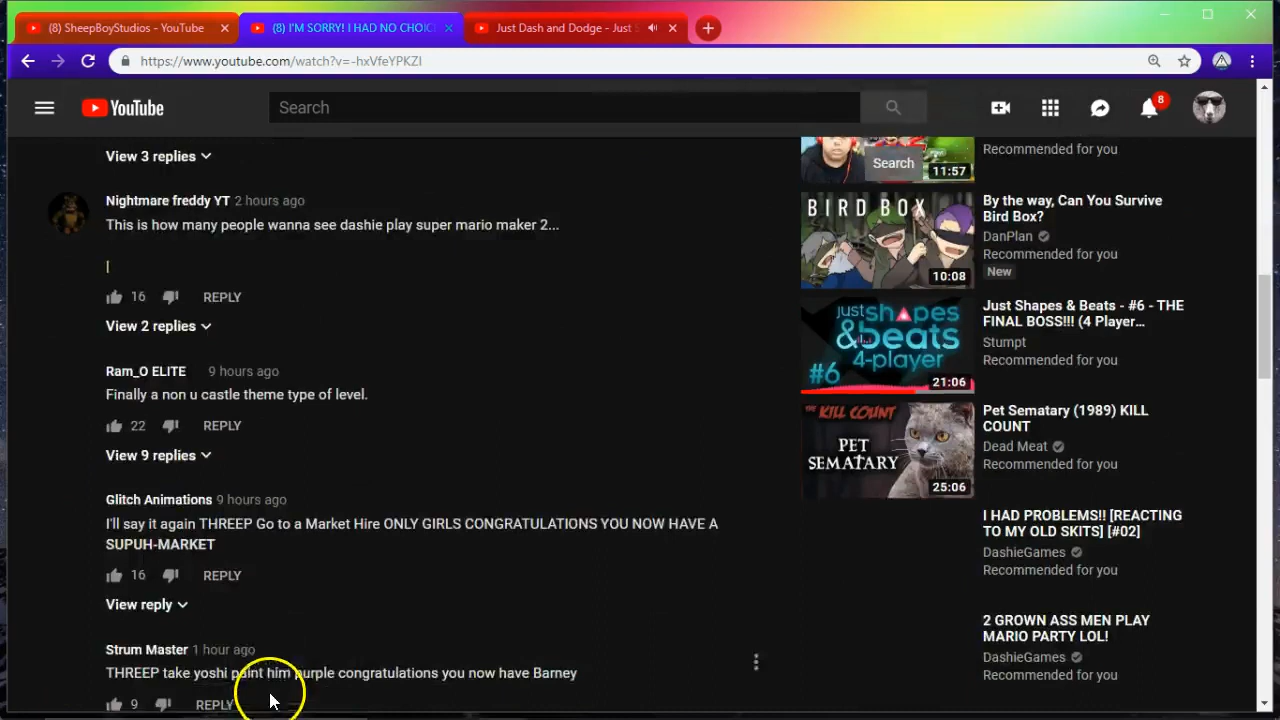 (8) SheepBoyStudios - YouTube
(8) I'M SORRY! I HAD NO CHOIC
Just Dash and Dodge - Just S
https://www.youtube.com/watch?v=-hxVfeYPKZI
YouTube
Search
8
View 3 replies
Nightmare freddy YT 2 hours ago
This is how many people wanna see dashie play super mario maker 2...
|
16 REPLY
View 2 replies
Ram_O ELITE 9 hours ago
Finally a non u castle theme type of level.
22 REPLY
View 9 replies
Glitch Animations 9 hours ago
I'll say it again THREEP Go to a Market Hire ONLY GIRLS CONGRATULATIONS YOU NOW HAVE A
SUPUH-MARKET
16 REPLY
View reply
Strum Master 1 hour ago
THREEP take yoshi paint him purple congratulations you now have Barney
9 REPLY
Search
11:57
Recommended for you
BIRD BOX
10:08
By the way, Can You Survive
Bird Box?
DanPlan
Recommended for you
New
just shapes
&beats
4-player
#6
21:06
Just Shapes & Beats - #6 - THE
FINAL BOSS!!! (4 Player...
Stumpt
Recommended for you
THE KILL COUNT
PET
SEMATARY
25:06
Pet Sematary (1989) KILL
COUNT
Dead Meat
Recommended for you
I HAD PROBLEMS!! [REACTING
TO MY OLD SKITS] [#02]
DashieGames
Recommended for you
2 GROWN ASS MEN PLAY
MARIO PARTY LOL!
DashieGames
Recommended for you